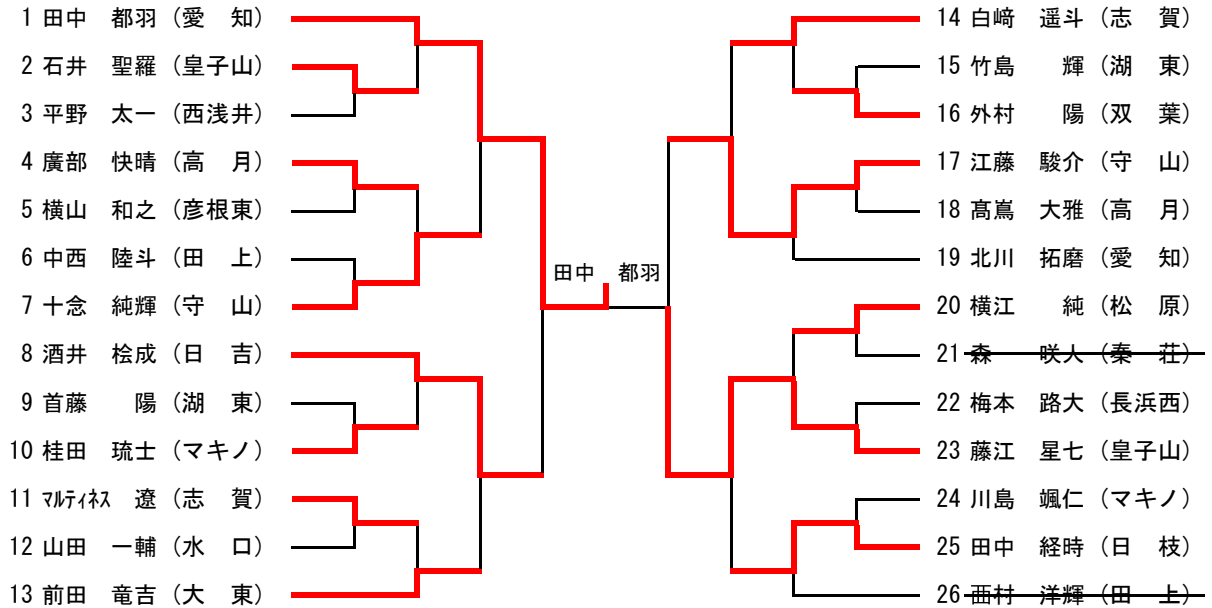 1 田中　都羽（愛　知）
2 石井　聖羅（皇子山）
3 平野　太一（西浅井）
4 廣部　快晴（高　月）
5 横山　和之（彦根東）
6 中西　陸斗（田　上）
7 十念　純輝（守　山）
8 酒井　桧成（日　吉）
9 首藤　　陽（湖　東）
10 桂田　琉士（マキノ）
11 ﾏﾙﾃｨﾈｽ　遼（志　賀）
12 山田　一輔（水　口）
13 前田　竜吉（大　東）
田中　都羽
14 白﨑　遥斗（志　賀）
15 竹島　　輝（湖　東）
16 外村　　陽（双　葉）
17 江藤　駿介（守　山）
18 髙嶌　大雅（高　月）
19 北川　拓磨（愛　知）
20 横江　　純（松　原）
21 森　　咲人（秦　荘）
22 梅本　路大（長浜西）
23 藤江　星七（皇子山）
24 川島　颯仁（マキノ）
25 田中　経時（日　枝）
26 西村　洋輝（田　上）